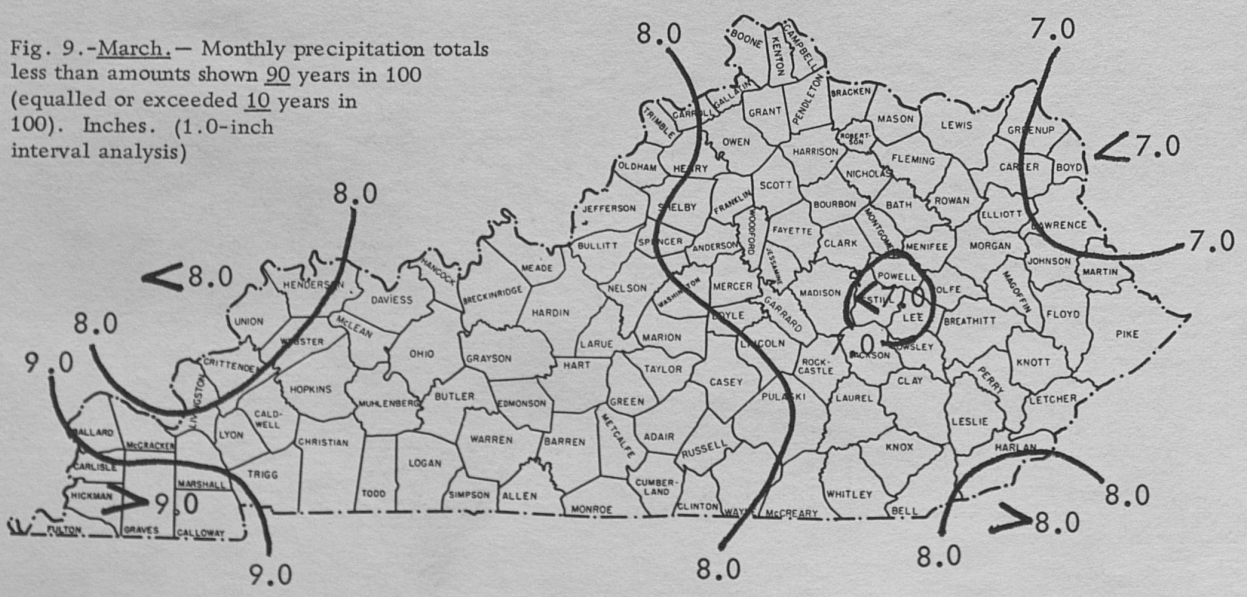 Fig. 9.-March.— Monthly precipitation totals
less than amounts shown 90 years in 100
(equalled or exceeded 10 years in
100). Inches. (1.0-inch
interval analysis)
8.0
7.0
BOONE
KENTON
CAMPBELL
GALLATIN
GRANT
PENDLETON
BRACKEN
MASON
LEWIS
GREENUP
< 7.0
TRIMBLE
CARROLL
OWEN
HARRISON
ROBERT-
SON
FLEMING
CARTER
BOYD
OLDHAM
HENRY
SCOTT
NICHOLAS
BATH
ROWAN
ELLIOTT
LAWRENCE
7.0
8.0
JEFFERSON
SHELBY
FRANKLIN
WOODFORD
FAYETTE
BOURBON
CLARK
MONTGOMERY
MENIFEE
MORGAN
JOHNSON
MARTIN
BULLITT
SPENCER
ANDERSON
JESSAMINE
POWELL
WOLFE
MAGOFFIN
< 8.0
HENDERSON
DAVIESS
HANCOCK
MEADE
BRECKINRIDGE
NELSON
WASHINGTON
MERCER
GARRARD
MADISON
ESTILL
< 7.0
LEE
BREATHITT
FLOYD
PIKE
8.0
UNION
WEBSTER
McLEAN
OHIO
HARDIN
LARUE
MARION
BOYLE
LINCOLN
ROCK-
CASTLE
7.0
JACKSON
OWSLEY
KNOTT
9.0
CRITTENDEN
LIVINGSTON
HOPKINS
MUHLENBERG
GRAYSON
BUTLER
EDMONSON
HART
GREEN
TAYLOR
CASEY
PULASKI
LAUREL
CLAY
PERRY
LETCHER
BALLARD
McCRACKEN
LYON
CALD-
WELL
CHRISTIAN
WARREN
BARREN
METCALFE
ADAIR
RUSSELL
KNOX
LESLIE
HARLAN
CARLISLE
MARSHALL
TRIGG
TODD
LOGAN
SIMPSON
ALLEN
MONROE
CUMBER-
LAND
CLINTON
WAYNE
McCREARY
WHITLEY
BELL
8.0
HICKMAN
> 9.0
> 8.0
FULTON
GRAVES
CALLOWAY
9.0
8.0
8.0